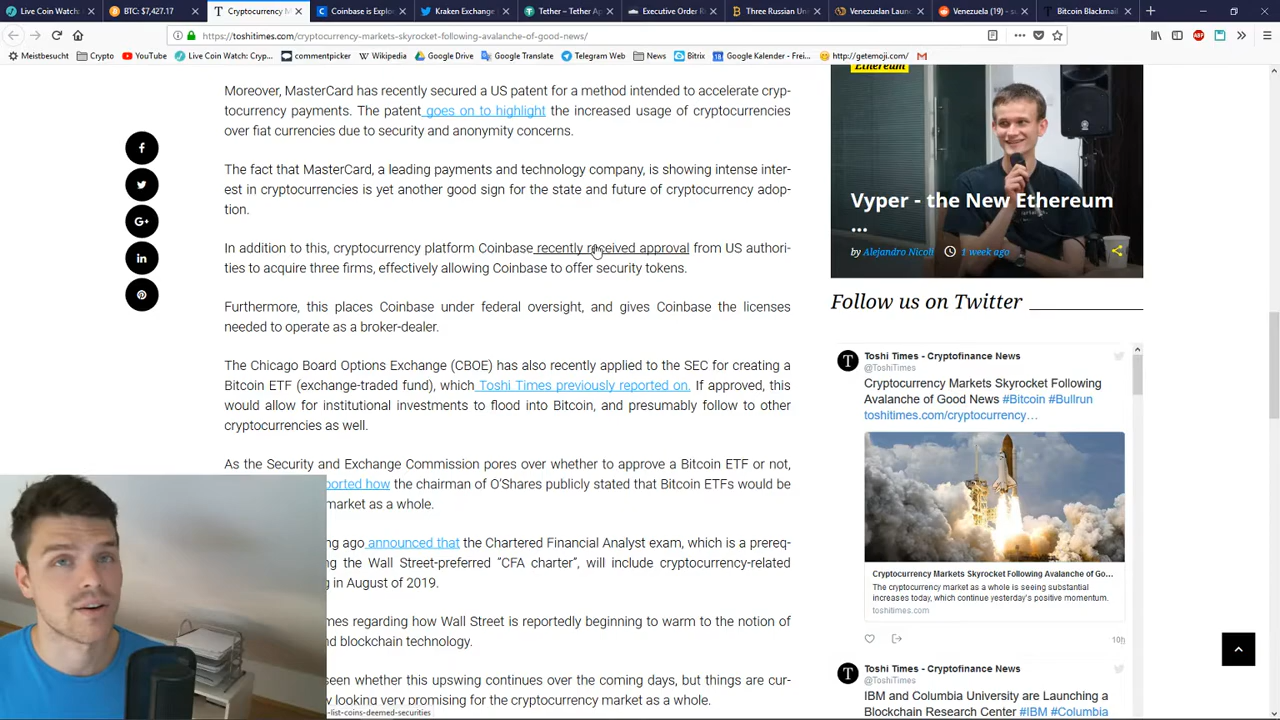 Live Coin Watch:
BTC: $7,427.17
Cryptocurrency M
Coinbase is Explo
Kraken Exchange
Tether – Tether Ap
Executive Order B
Three Russian Un
Venezuelan Laun
Venezuela (19) - su
Bitcoin Blackmail
https://toshitimes.com/cryptocurrency-markets-skyrocket-following-avalanche-of-good-news/
Meistbesucht
Crypto
YouTube
Live Coin Watch: Cryp...
commentpicker
Wikipedia
Google Drive
Google Translate
Telegram Web
News
Bitrix
Google Kalender - Frei...
http://getemoji.com/
Moreover, MasterCard has recently secured a US patent for a method intended to accelerate cryp-
tocurrency payments. The patent goes on to highlight the increased usage of cryptocurrencies
over fiat currencies due to security and anonymity concerns.
The fact that MasterCard, a leading payments and technology company, is showing intense inter-
est in cryptocurrencies is yet another good sign for the state and future of cryptocurrency adop-
tion.
In addition to this, cryptocurrency platform Coinbase recently received approval from US authori-
ties to acquire three firms, effectively allowing Coinbase to offer security tokens.
Furthermore, this places Coinbase under federal oversight, and gives Coinbase the licenses
needed to operate as a broker-dealer.
The Chicago Board Options Exchange (CBOE) has also recently applied to the SEC for creating a
Bitcoin ETF (exchange-traded fund), which Toshi Times previously reported on. If approved, this
would allow for institutional investments to flood into Bitcoin, and presumably follow to other
cryptocurrencies as well.
As the Security and Exchange Commission pores over whether to approve a Bitcoin ETF or not,
ported how the chairman of O'Shares publicly stated that Bitcoin ETFs would be
market as a whole.
ng ago announced that the Chartered Financial Analyst exam, which is a prereq-
ng the Wall Street-preferred "CFA charter", will include cryptocurrency-related
g in August of 2019.
mes regarding how Wall Street is reportedly beginning to warm to the notion of
nd blockchain technology.
seen whether this upswing continues over the coming days, but things are cur-
y looking very promising for the cryptocurrency market as a whole.
-list-coins-deemed-securities
Ethereum
Vyper - the New Ethereum
...
by Alejandro Nicoli 1 week ago
Follow us on Twitter
T
Toshi Times - Cryptofinance News
@ToshiTimes
Cryptocurrency Markets Skyrocket Following
Avalanche of Good News #Bitcoin #Bullrun
toshitimes.com/cryptocurrency…
Cryptocurrency Markets Skyrocket Following Avalanche of Go...
The cryptocurrency market as a whole is seeing substantial
increases today, which continue yesterday's positive momentum.
toshitimes.com
10h
T
Toshi Times - Cryptofinance News
@ToshiTimes
IBM and Columbia University are Launching a
Blockchain Research Center #IBM #Columbia